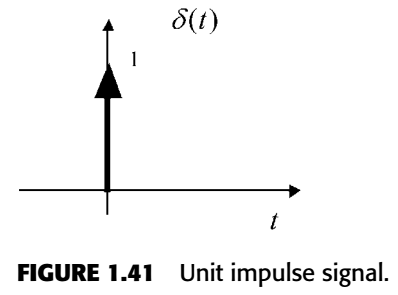 δ(t)
1
t
FIGURE 1.41 Unit impulse signal.